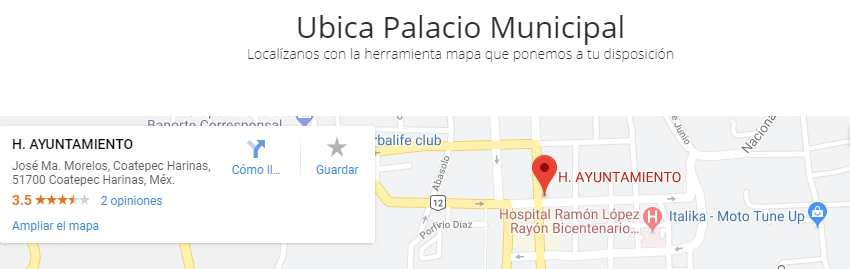 Ubica Palacio Municipal
Localízanos con la herramienta mapa que ponemos a tu disposición
Banorte Corresponsal
H. AYUNTAMIENTO
José Ma. Morelos, Coatepec Harinas,
51700 Coatepec Harinas, Méx.
3.5
2 opiniones
Ampliar el mapa
Cómo ll...
Guardar
rbalife club
Abasolo
12
Porfirio Díaz
H. AYUNTAMIENTO
Hospital Ramón López
Rayón Bicentenario...
H
Italika - Moto Tune Up
de Junio
Nacional